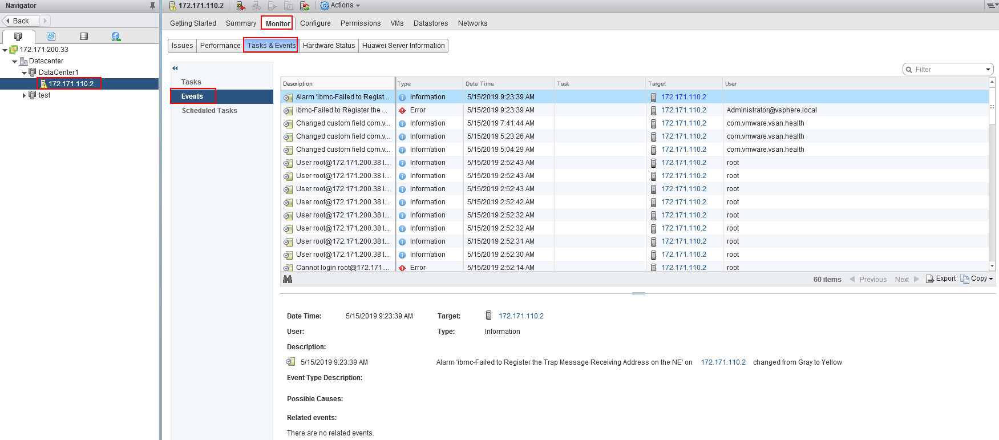 Navigator
172.171.110.2
Actions
Back
Getting Started Summary Monitor Configure Permissions VMs Datastores Networks
172.171.200.33
Datacenter
DataCenter1
172.171.110.2
test
Issues Performance Tasks & Events Hardware Status Huawei Server Information
Tasks
Events
Scheduled Tasks
Filter
Description Type Date Time Task Target User
Alarm 'ibmc-Failed to Regist... Information 5/15/2019 9:23:39 AM 172.171.110.2
ibmc-Failed to Register the ... Error 5/15/2019 9:23:39 AM 172.171.110.2 Administrator@vsphere.local
Changed custom field com.v... Information 5/15/2019 7:41:44 AM 172.171.110.2 com.vmware.vsan.health
Changed custom field com.v... Information 5/15/2019 5:23:26 AM 172.171.110.2 com.vmware.vsan.health
Changed custom field com.v... Information 5/15/2019 5:04:29 AM 172.171.110.2 com.vmware.vsan.health
User root@172.171.200.38 l... Information 5/15/2019 2:52:43 AM 172.171.110.2 root
User root@172.171.200.38 l... Information 5/15/2019 2:52:43 AM 172.171.110.2 root
User root@172.171.200.38 l... Information 5/15/2019 2:52:43 AM 172.171.110.2 root
User root@172.171.200.38 l... Information 5/15/2019 2:52:42 AM 172.171.110.2 root
User root@172.171.200.38 l... Information 5/15/2019 2:52:32 AM 172.171.110.2 root
User root@172.171.200.38 l... Information 5/15/2019 2:52:32 AM 172.171.110.2 root
User root@172.171.200.38 l... Information 5/15/2019 2:52:31 AM 172.171.110.2 root
User root@172.171.200.38 l... Information 5/15/2019 2:52:30 AM 172.171.110.2 root
Cannot login root@172.171.... Error 5/15/2019 2:52:14 AM 172.171.110.2 root
60 items Previous Next Export Copy
Date Time: 5/15/2019 9:23:39 AM Target: 172.171.110.2
User: Type: Information
Description:
5/15/2019 9:23:39 AM Alarm 'ibmc-Failed to Register the Trap Message Receiving Address on the NE' on 172.171.110.2 changed from Gray to Yellow
Event Type Description:
Possible Causes:
Related events:
There are no related events.